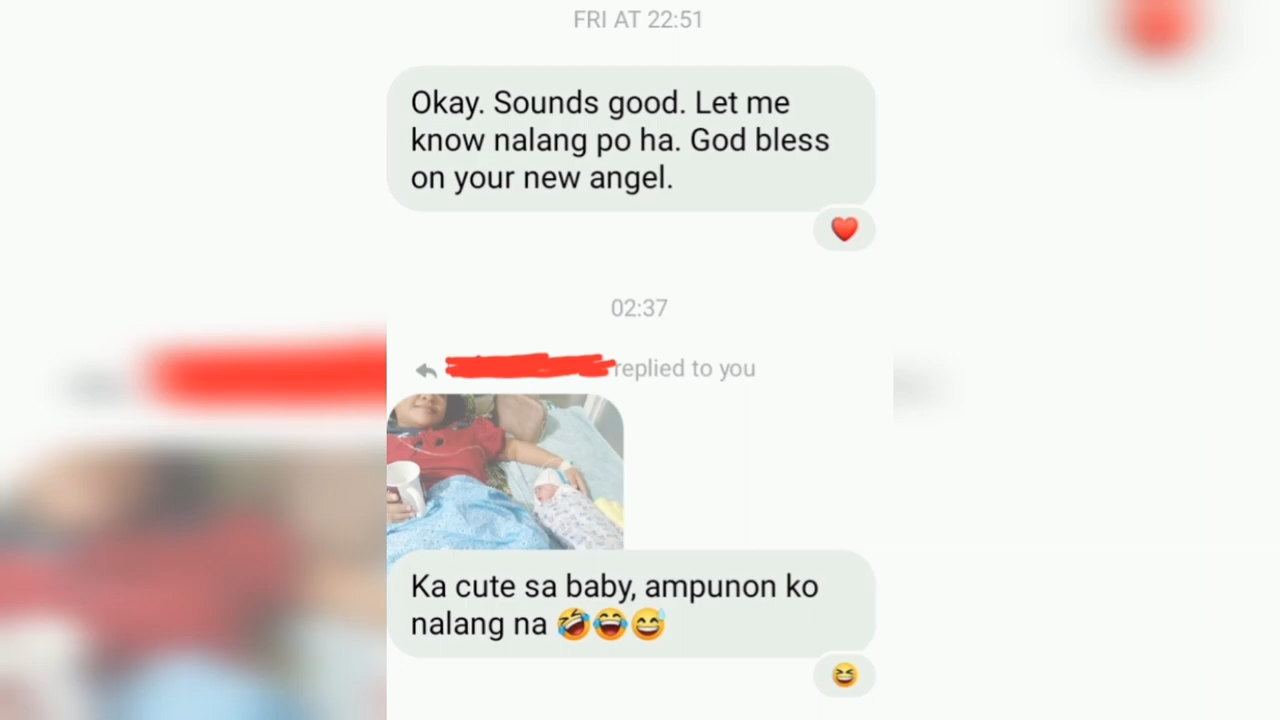 FRI AT 22:51
Okay. Sounds good. Let me
know nalang po ha. God bless
on your new angel.
02:37
replied to you
Ka cute sa baby, ampunon ko
nalang na 🤣😂😅